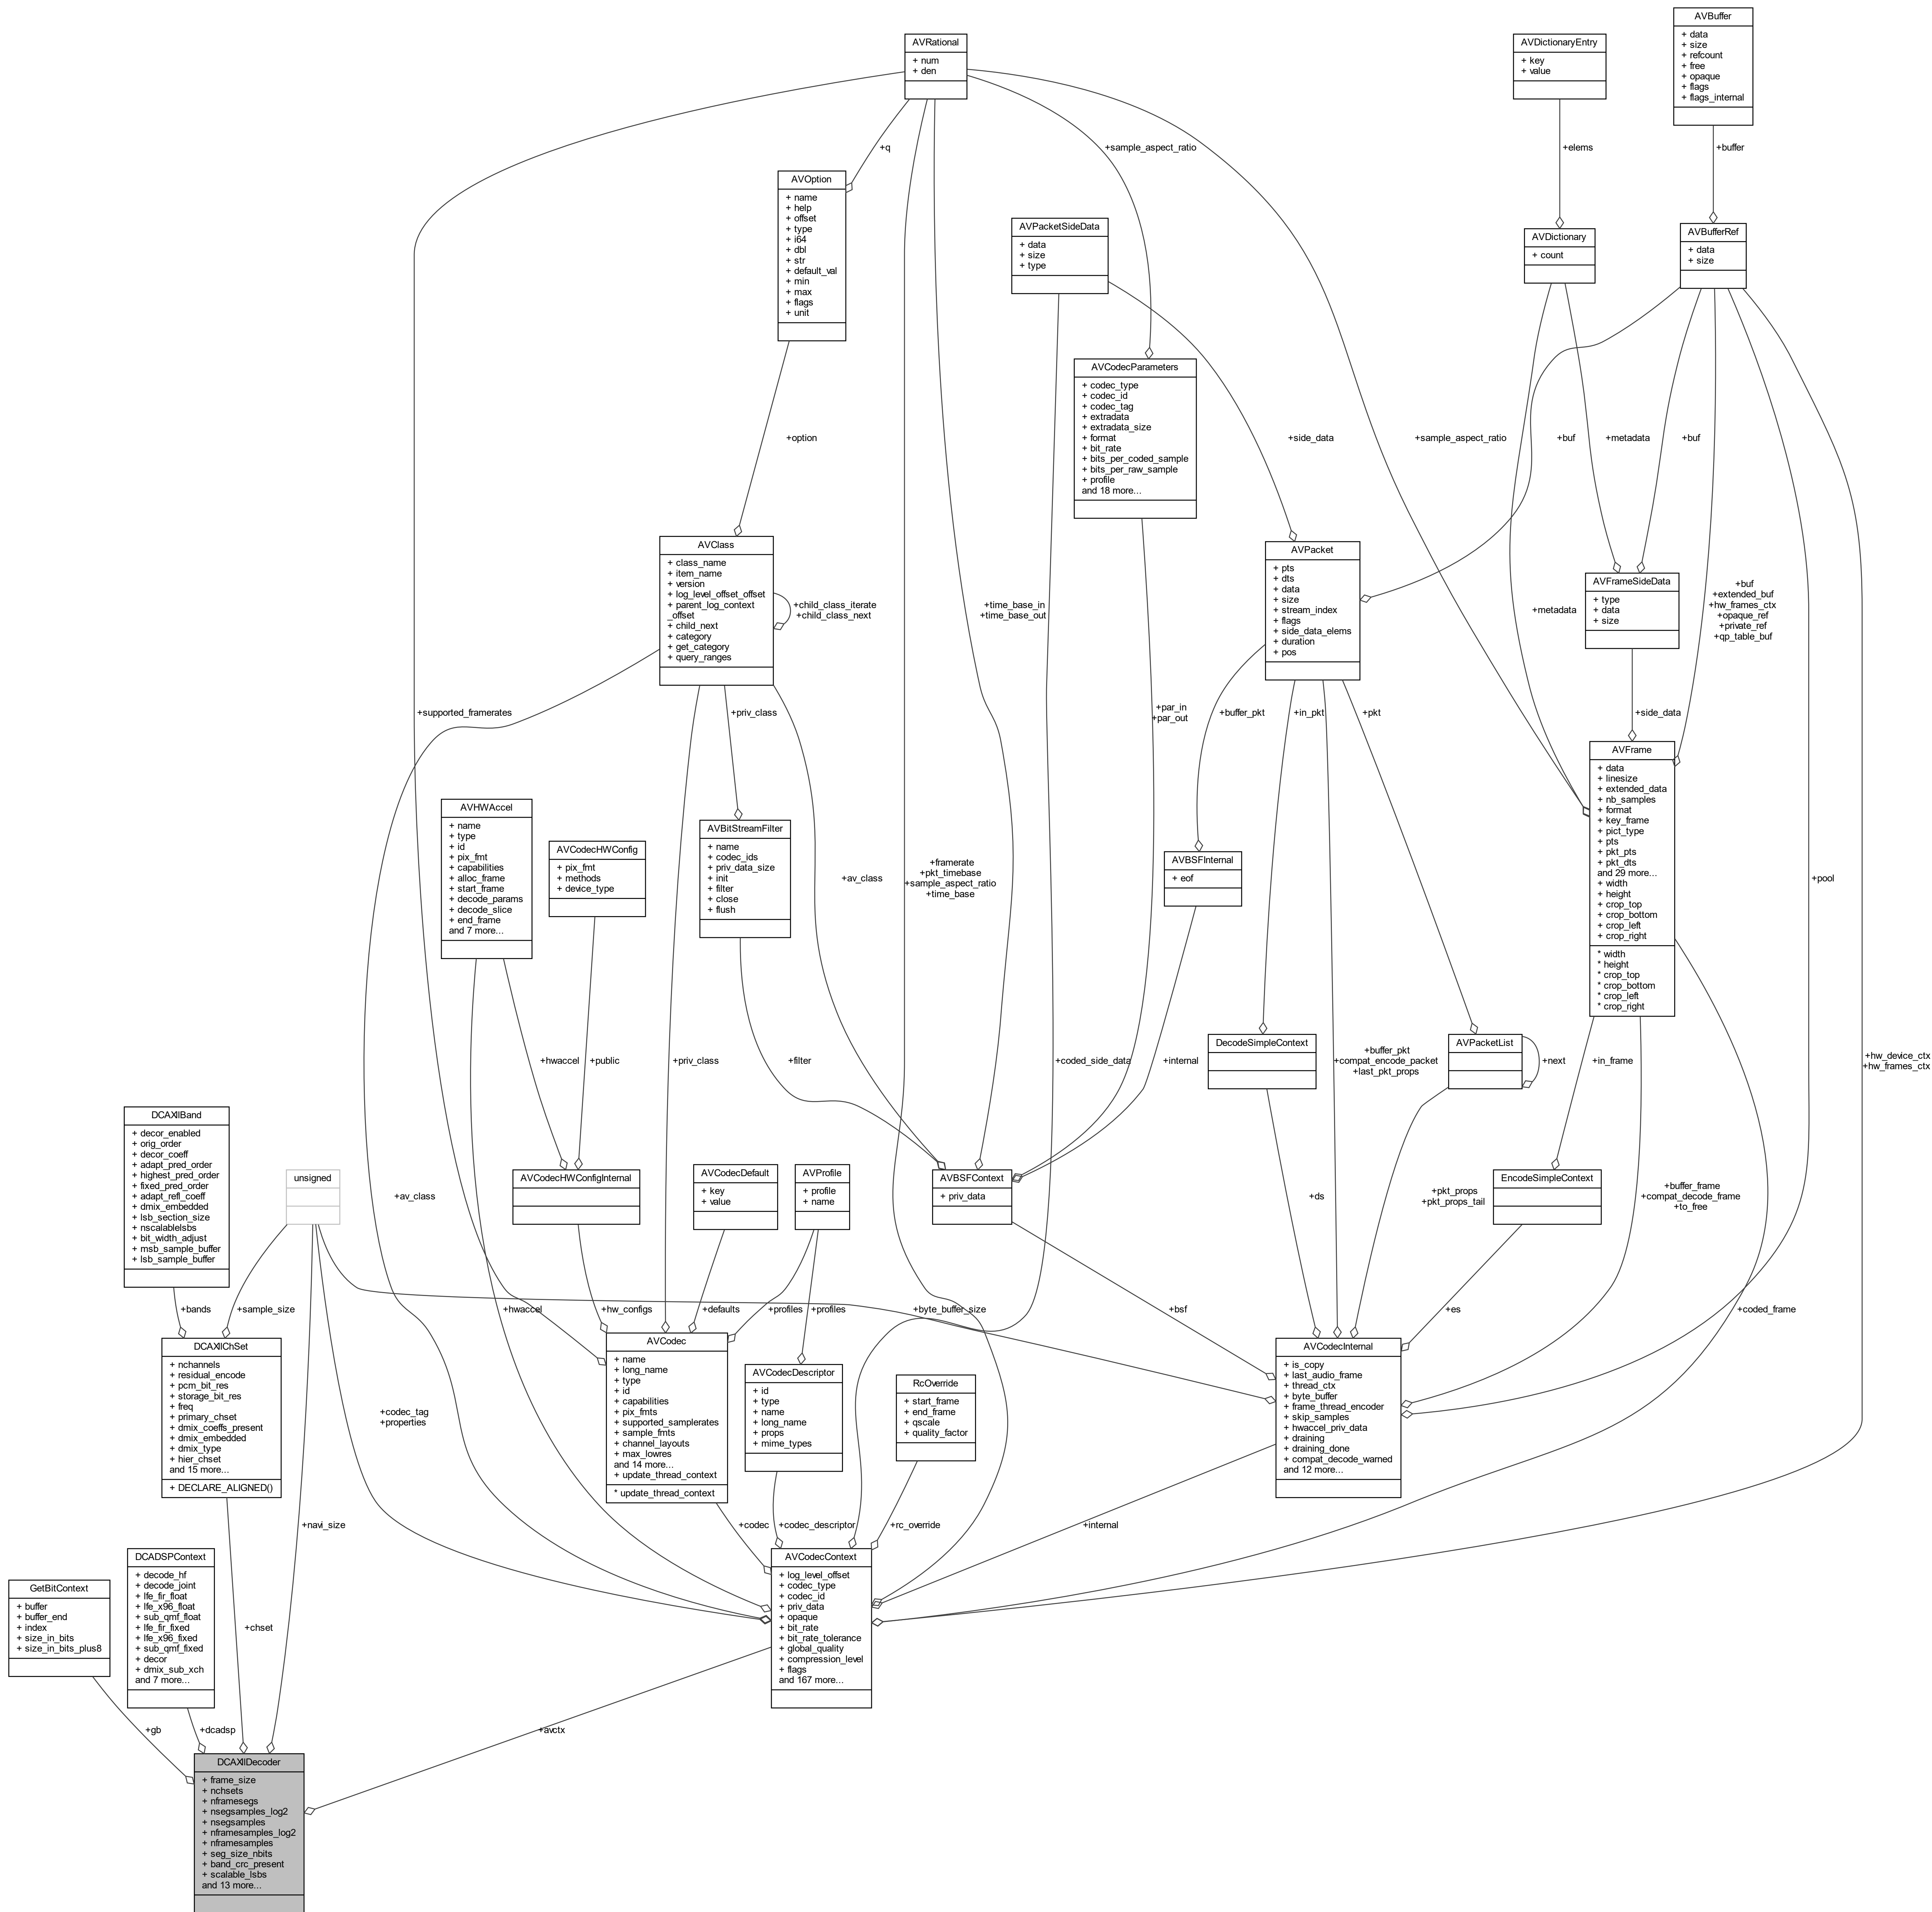 AVBuffer
+ data
+ size
+ refcount
+ free
+ opaque
+ flags
+ flags_internal
AVRational
+ num
+ den
AVDictionaryEntry
+ key
+ value
+q
+sample_aspect_ratio
+elems
+buffer
AVOption
+ name
+ help
+ offset
+ type
+ i64
+ dbl
+ str
+ default_val
+ min
+ max
+ flags
+ unit
AVPacketSideData
+ data
+ size
+ type
AVDictionary
+ count
AVBufferRef
+ data
+ size
AVCodecParameters
+ codec_type
+ codec_id
+ codec_tag
+ extradata
+ extradata_size
+ format
+ bit_rate
+ bits_per_coded_sample
+ bits_per_raw_sample
+ profile
and 18 more...
+option
+side_data
+sample_aspect_ratio
+buf
+metadata
+buf
AVClass
+ class_name
+ item_name
+ version
+ log_level_offset_offset
+ parent_log_context
_offset
+ child_next
+ category
+ get_category
+ query_ranges
+child_class_iterate
+child_class_next
+time_base_in
+time_base_out
AVPacket
+ pts
+ dts
+ data
+ size
+ stream_index
+ flags
+ side_data_elems
+ duration
+ pos
+metadata
AVFrameSideData
+ type
+ data
+ size
+buf
+extended_buf
+hw_frames_ctx
+opaque_ref
+private_ref
+qp_table_buf
+supported_framerates
+priv_class
+par_in
+par_out
+buffer_pkt
+in_pkt
+pkt
+side_data
AVHWAccel
+ name
+ type
+ id
+ pix_fmt
+ capabilities
+ alloc_frame
+ start_frame
+ decode_params
+ decode_slice
+ end_frame
and 7 more...
AVCodecHWConfig
+ pix_fmt
+ methods
+ device_type
AVBitStreamFilter
+ name
+ codec_ids
+ priv_data_size
+ init
+ filter
+ close
+ flush
+av_class
+framerate
+pkt_timebase
+sample_aspect_ratio
+time_base
AVBSFInternal
+ eof
AVFrame
+ data
+ linesize
+ extended_data
+ nb_samples
+ format
+ key_frame
+ pict_type
+ pts
+ pkt_pts
+ pkt_dts
and 29 more...
+ width
+ height
+ crop_top
+ crop_bottom
+ crop_left
+ crop_right
* width
* height
* crop_top
* crop_bottom
* crop_left
* crop_right
+pool
+hwaccel
+public
+priv_class
+filter
+coded_side_data
+internal
DecodeSimpleContext
+buffer_pkt
+compat_encode_packet
+last_pkt_props
AVPacketList
+next
+in_frame
+hw_device_ctx
+hw_frames_ctx
DCAXllBand
+ decor_enabled
+ orig_order
+ decor_coeff
+ adapt_pred_order
+ highest_pred_order
+ fixed_pred_order
+ adapt_refl_coeff
+ dmix_embedded
+ lsb_section_size
+ nscalablelsbs
+ bit_width_adjust
+ msb_sample_buffer
+ lsb_sample_buffer
unsigned
+av_class
AVCodecHWConfigInternal
AVCodecDefault
+ key
+ value
AVProfile
+ profile
+ name
AVBSFContext
+ priv_data
+ds
+pkt_props
+pkt_props_tail
EncodeSimpleContext
+buffer_frame
+compat_decode_frame
+to_free
+bands
+sample_size
+hwaccel
+hw_configs
+defaults
+profiles
+profiles
+byte_buffer_size
+bsf
+es
+coded_frame
DCAXllChSet
+ nchannels
+ residual_encode
+ pcm_bit_res
+ storage_bit_res
+ freq
+ primary_chset
+ dmix_coeffs_present
+ dmix_embedded
+ dmix_type
+ hier_chset
and 15 more...
+ DECLARE_ALIGNED()
+codec_tag
+properties
AVCodec
+ name
+ long_name
+ type
+ id
+ capabilities
+ pix_fmts
+ supported_samplerates
+ sample_fmts
+ channel_layouts
+ max_lowres
and 14 more...
+ update_thread_context
* update_thread_context
AVCodecDescriptor
+ id
+ type
+ name
+ long_name
+ props
+ mime_types
RcOverride
+ start_frame
+ end_frame
+ qscale
+ quality_factor
AVCodecInternal
+ is_copy
+ last_audio_frame
+ thread_ctx
+ byte_buffer
+ frame_thread_encoder
+ skip_samples
+ hwaccel_priv_data
+ draining
+ draining_done
+ compat_decode_warned
and 12 more...
+navi_size
+codec
+codec_descriptor
+rc_override
+internal
GetBitContext
+ buffer
+ buffer_end
+ index
+ size_in_bits
+ size_in_bits_plus8
DCADSPContext
+ decode_hf
+ decode_joint
+ lfe_fir_float
+ lfe_x96_float
+ sub_qmf_float
+ lfe_fir_fixed
+ lfe_x96_fixed
+ sub_qmf_fixed
+ decor
+ dmix_sub_xch
and 7 more...
+chset
AVCodecContext
+ log_level_offset
+ codec_type
+ codec_id
+ priv_data
+ opaque
+ bit_rate
+ bit_rate_tolerance
+ global_quality
+ compression_level
+ flags
and 167 more...
+gb
+dcadsp
+avctx
DCAXllDecoder
+ frame_size
+ nchsets
+ nframesegs
+ nsegsamples_log2
+ nsegsamples
+ nframesamples_log2
+ nframesamples
+ seg_size_nbits
+ band_crc_present
+ scalable_lsbs
and 13 more...